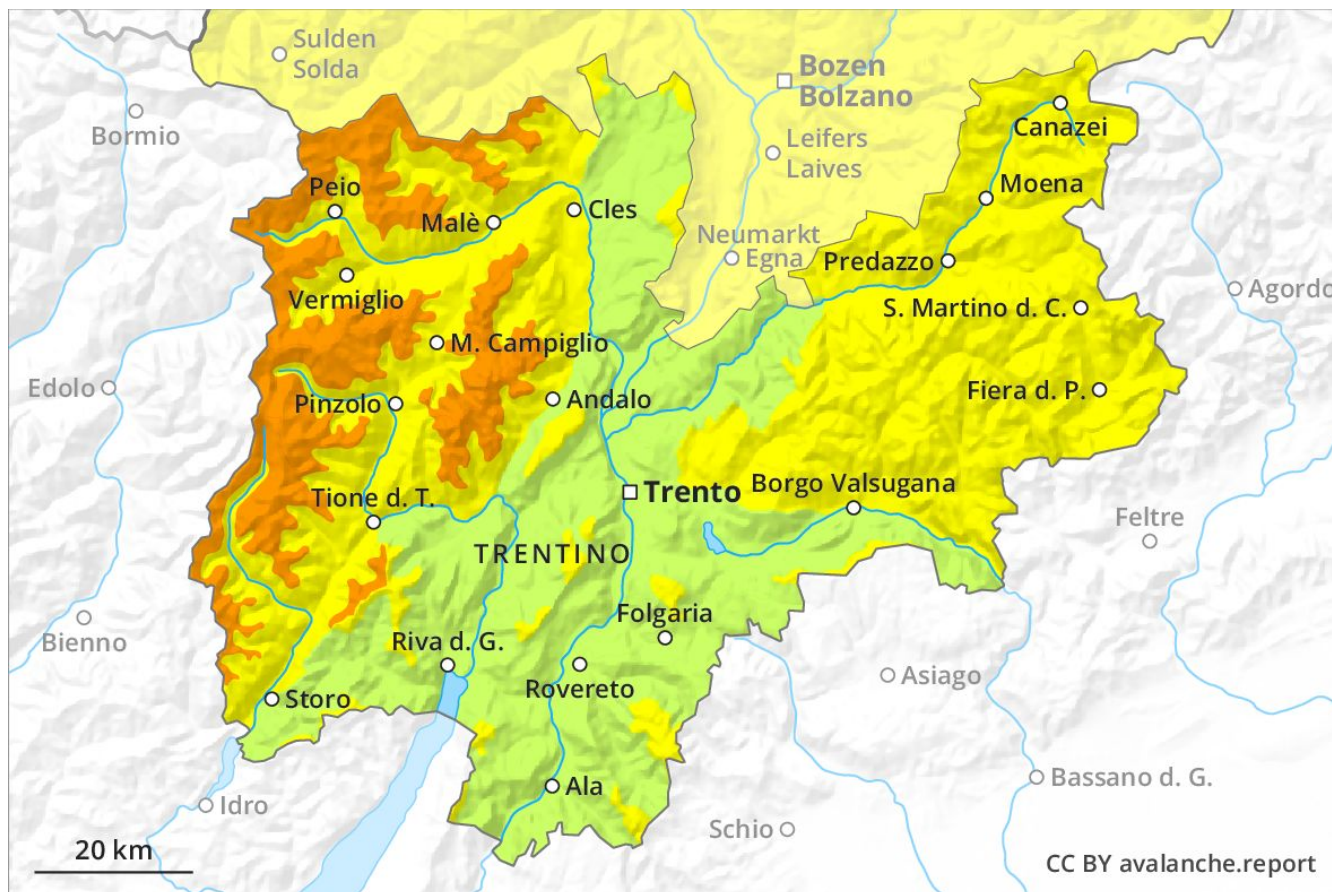 Sulden
Solda
Bozen
Bolzano
Bormio
Canazei
Leifers
Laives
Peio
Moena
Malè
Cles
Neumarkt
Egna
Predazzo
Vermiglio
S. Martino d. C.
Agordo
M. Campiglio
Edolo
Pinzolo
Andalo
Fiera d. P.
Tione d. T.
Trento
Borgo Valsugana
Feltre
TRENTINO
Bienno
Folgaria
Riva d. G.
Asiago
Storo
Rovereto
Bassano d. G.
Ala
Idro
Schio
20 km
CC BY avalanche.report